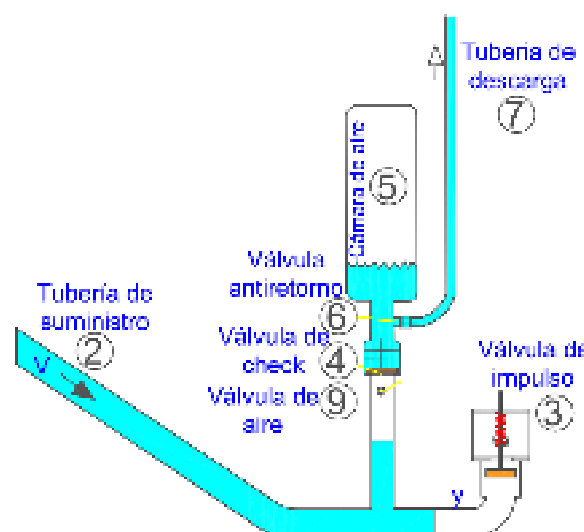 Tubería de
descarga
7
Cámara de aire
5
Válvula
antiretorno
6
Tubería de
suministro
2
V
Válvula de
check
4
Válvula de
aire
9
Válvula de
impulso
3
y